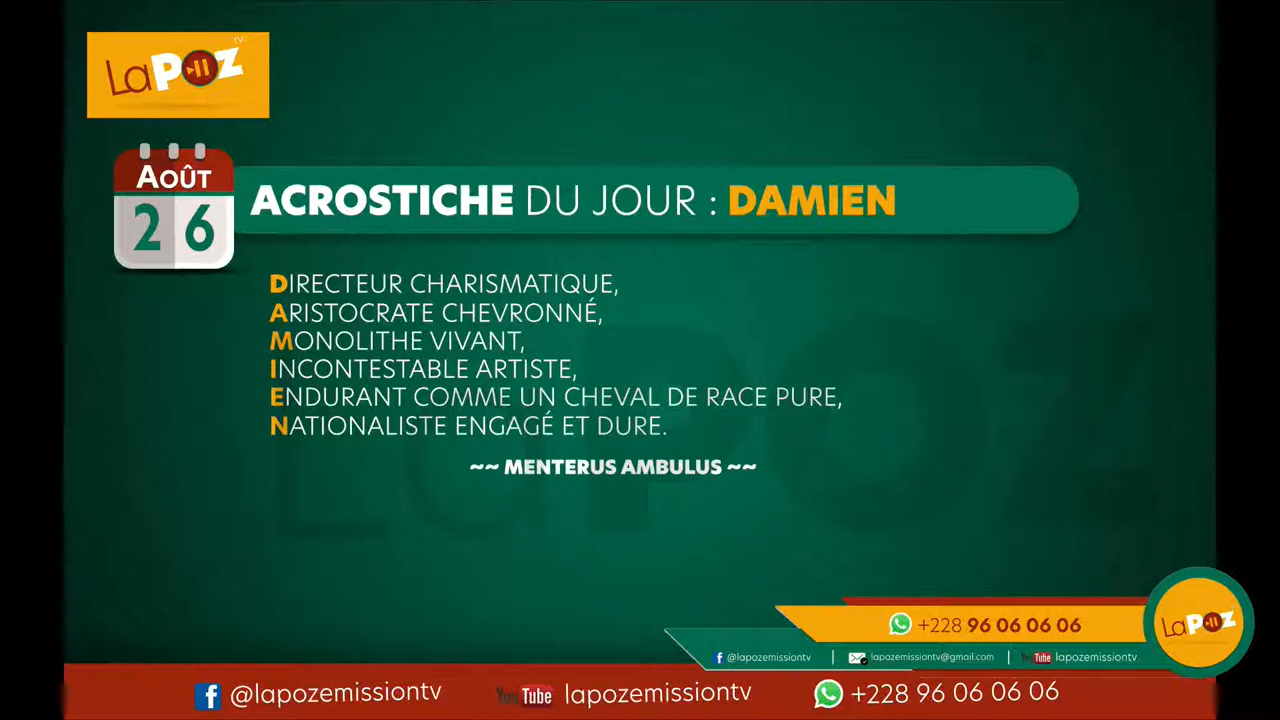 LaPOZ TV
AOÛT
26
ACROSTICHE DU JOUR : DAMIEN
DIRECTEUR CHARISMATIQUE,
ARISTOCRATE CHEVRONNÉ,
MONOLITHE VIVANT,
INCONTESTABLE ARTISTE,
ENDURANT COMME UN CHEVAL DE RACE PURE,
NATIONALISTE ENGAGÉ ET DURE.
~~ MENTERUS AMBULUS ~~
LaPOZ
+228 96 06 06 06
LaPOZ
@lapozemissiontv | lapozemissiontv@gmail.com | YouTube lapozemissiontv
@lapozemissiontv YouTube lapozemissiontv +228 96 06 06 06